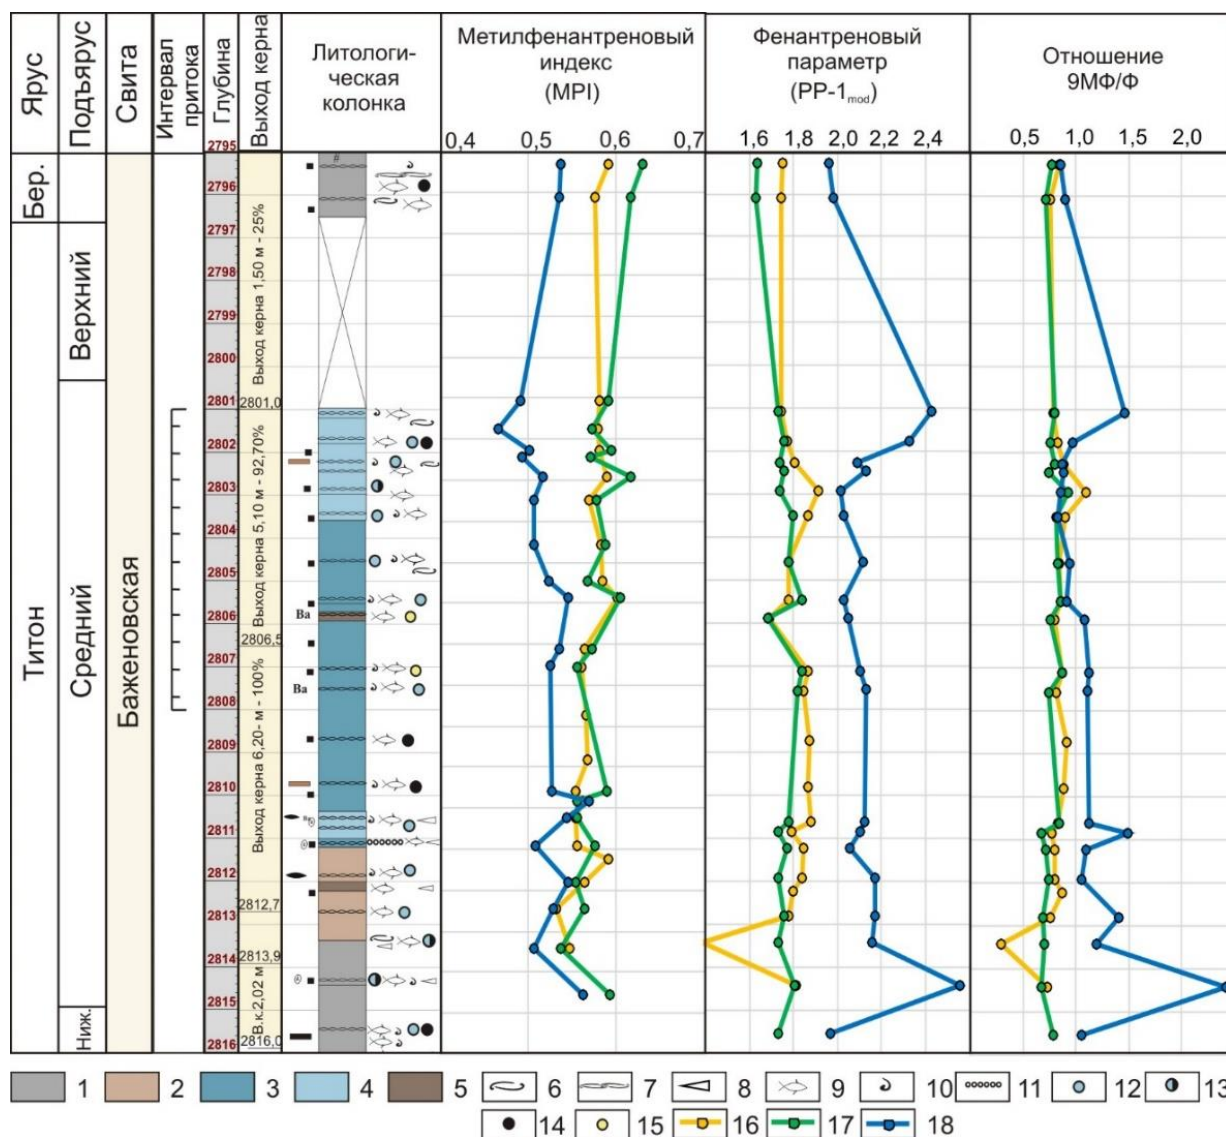 Ярус
Подъярус
Свита
Интервал
притока
Глубина
Выход керна
Литологи-
ческая
колонка
Метилфенантреновый
индекс
(MPI)
Фенантреновый
параметр
(PP-1mod)
Отношение
9МФ/Ф
0,4 0,5 0,6 0,7
1,6 1,8 2,0 2,2 2,4
0,5 1,0 1,5 2,0
2795
2796
2797
2798
2799
2800
2801
2802
2803
2804
2805
2806
2807
2808
2809
2810
2811
2812
2813
2814
2815
2816
Бер.
Титон
Верхний
Средний
Ниж.
Баженовская
Выход керна 1,50 м - 25%
2801,0
Выход керна 5,10 м - 92,70%
2806,5
Выход керна 6,20- м - 100%
2812,7
2813,9
В.к.2,02 м
2816,0
Ba
Ba
1 2 3 4 5 6 7 8 9 10 11 12 13
14 15 16 17 18